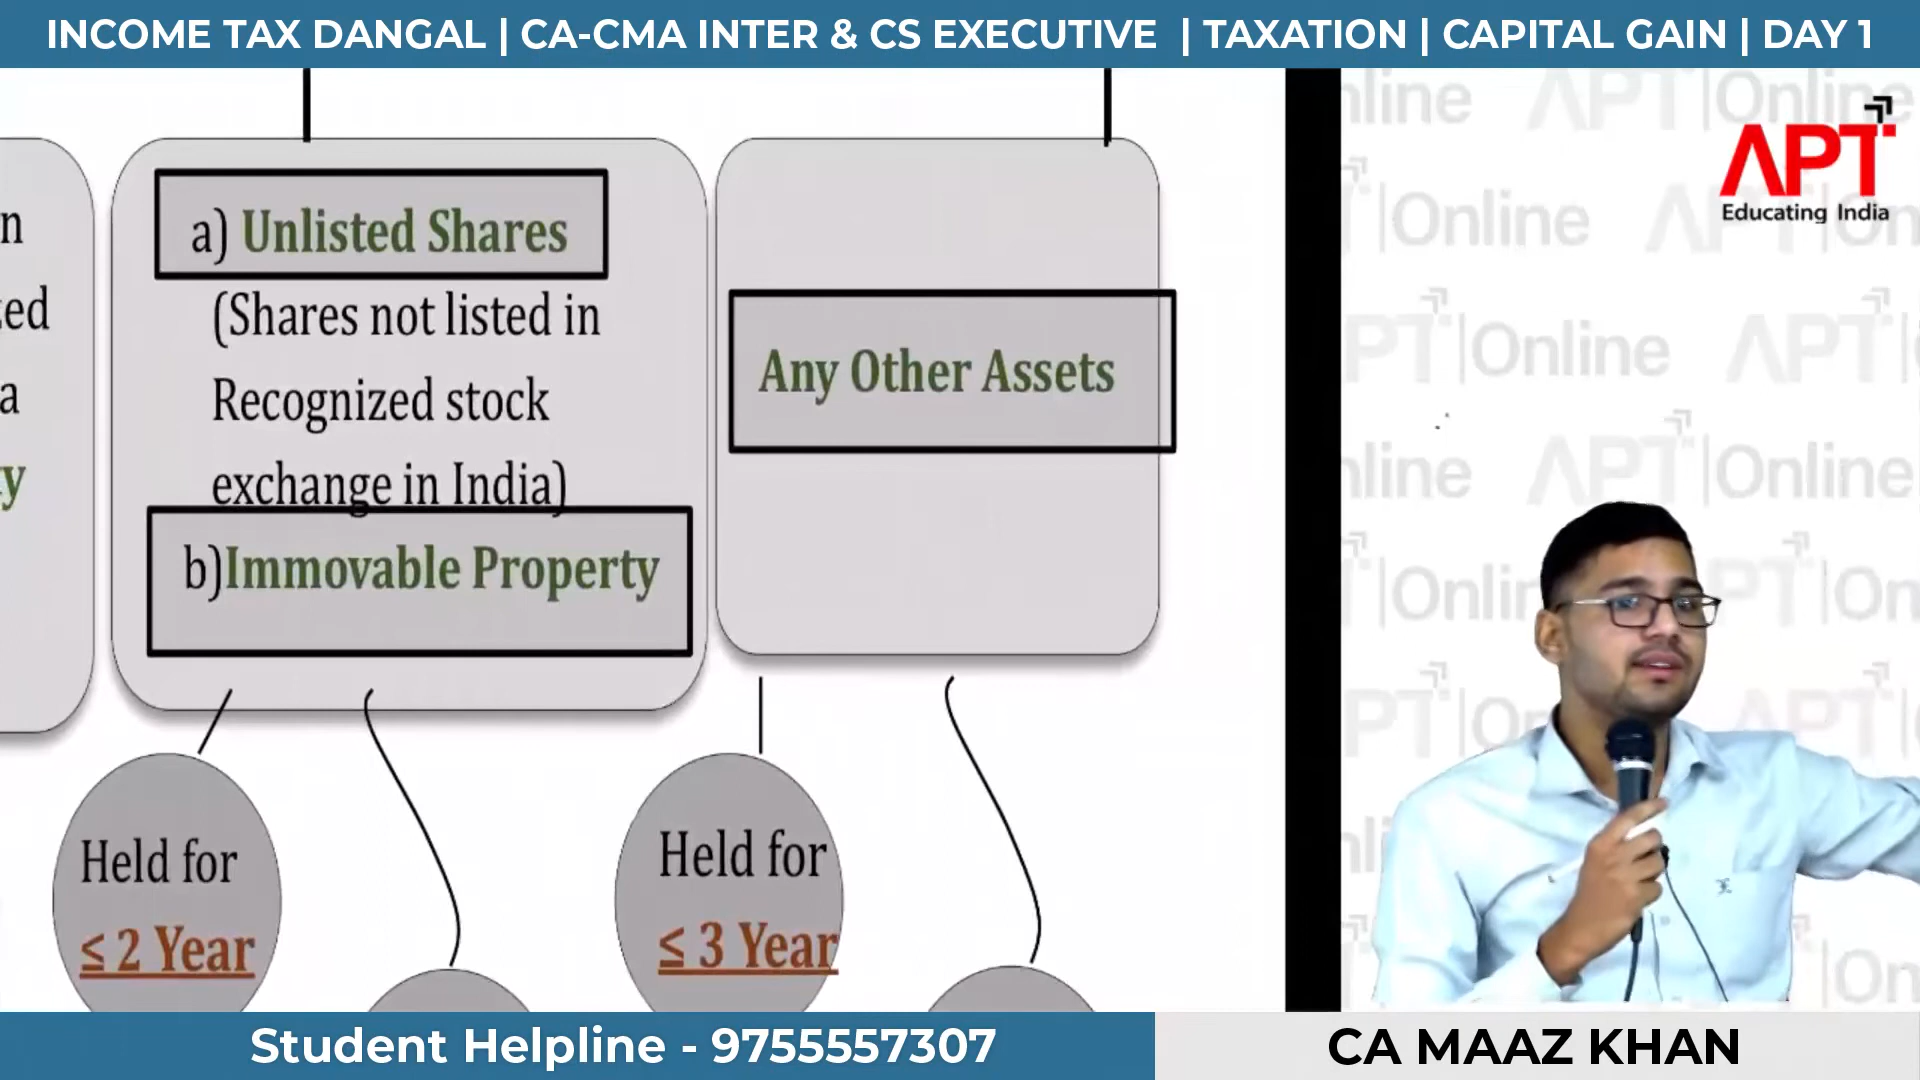 INCOME TAX DANGAL | CA-CMA INTER & CS EXECUTIVE | TAXATION | CAPITAL GAIN | DAY 1
APT
Educating India
n
zed
a
y
a) Unlisted Shares
(Shares not listed in
Recognized stock
exchange in India)
b)Immovable Property
Any Other Assets
Held for
≤ 2 Year
Held for
≤ 3 Year
Student Helpline - 9755557307
CA MAAZ KHAN